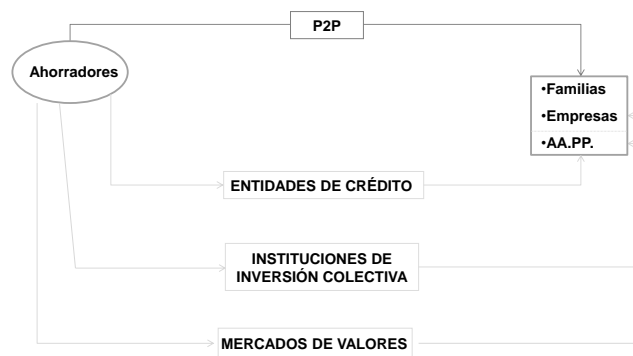 P2P
Ahorradores
•Familias
•Empresas
•AA.PP.
ENTIDADES DE CRÉDITO
INSTITUCIONES DE
INVERSIÓN COLECTIVA
MERCADOS DE VALORES